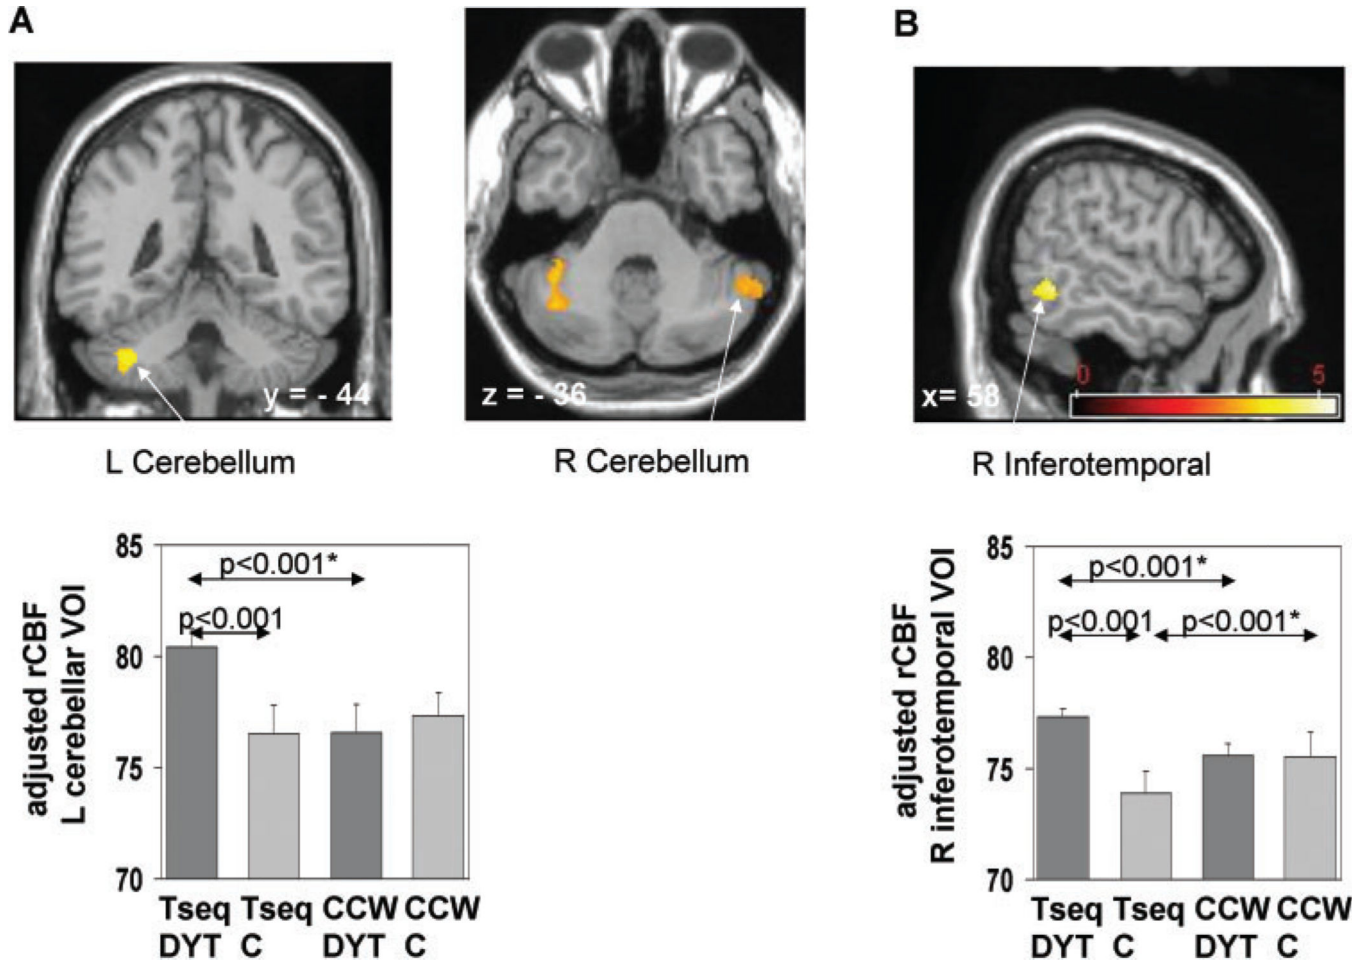 A
B
y = - 44
z = - 36
x= 58
0
5
L Cerebellum
R Cerebellum
R Inferotemporal
adjusted rCBF
L cerebellar VOI
85
80
75
70
p<0.001*
p<0.001
Tseq Tseq CCW CCW
DYT C DYT C
adjusted rCBF
R inferotemporal VOI
85
80
75
70
p<0.001*
p<0.001 p<0.001*
Tseq Tseq CCW CCW
DYT C DYT C